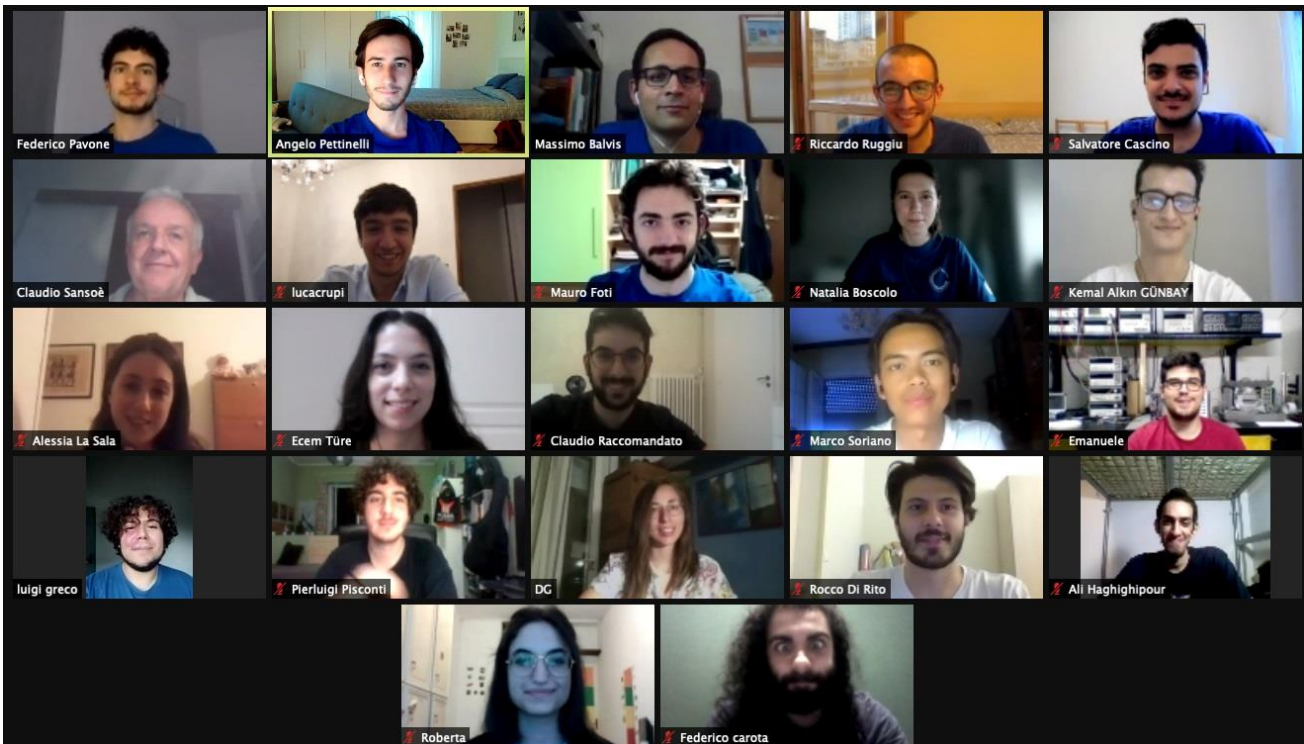 Federico Pavone
Angelo Pettinelli
Massimo Balvis
Riccardo Ruggiu
Salvatore Cascino
Claudio Sansoè
lucacrupi
Mauro Foti
Natalia Boscolo
Kemal Alkın GÜNBAY
Alessia La Sala
Ecem Türe
Claudio Raccomandato
Marco Soriano
Emanuele
luigi greco
Pierluigi Pisconti
DG
Rocco Di Rito
Ali Haghighipour
Roberta
Federico carota